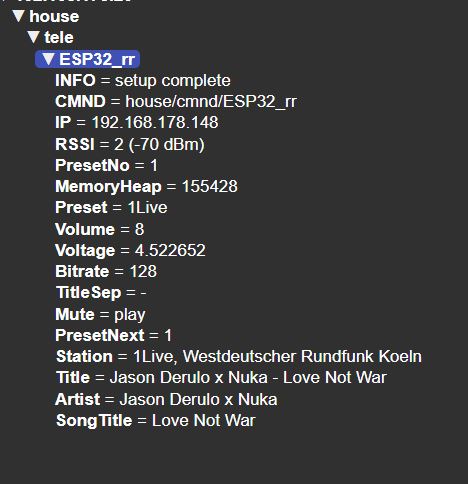 house
tele
ESP32_rr
INFO = setup complete
CMND = house/cmnd/ESP32_rr
IP = 192.168.178.148
RSSI = 2 (-70 dBm)
PresetNo = 1
MemoryHeap = 155428
Preset = 1Live
Volume = 8
Voltage = 4.522652
Bitrate = 128
TitleSep = -
Mute = play
PresetNext = 1
Station = 1Live, Westdeutscher Rundfunk Koeln
Title = Jason Derulo x Nuka - Love Not War
Artist = Jason Derulo x Nuka
SongTitle = Love Not War